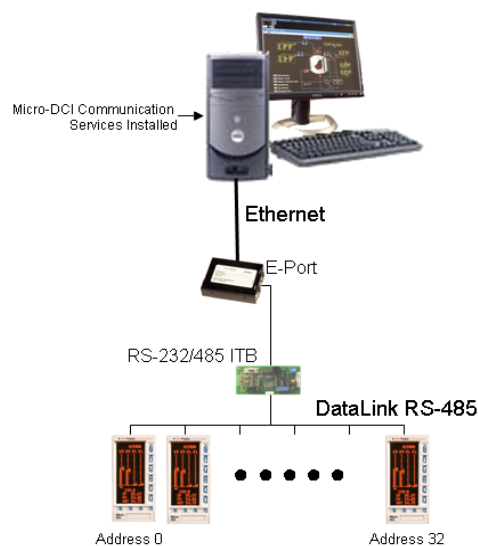 Micro-DCI Communication
Services Installed
Ethernet
E-Port
RS-232/485 ITB
DataLink RS-485
Address 0
Address 32